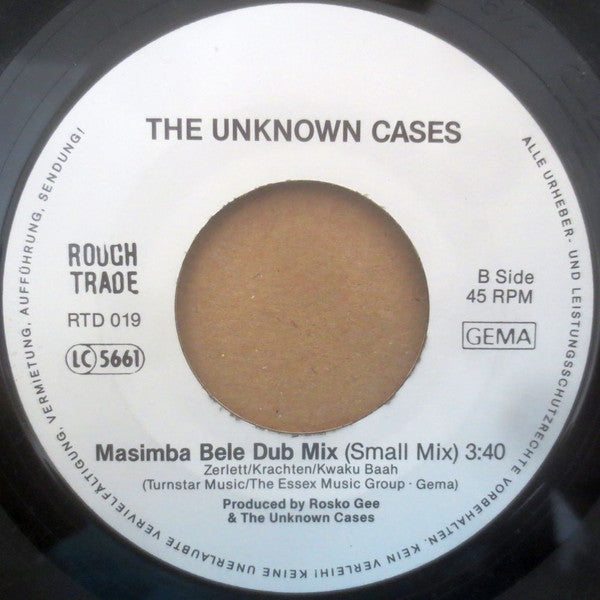 THE UNKNOWN CASES
ROUGH
TRADE
RTD 019
LC 5661
B Side
45 RPM
GEMA
Masimba Bele Dub Mix (Small Mix) 3:40
Zerlett/Krachten/Kwaku Baah
(Turnstar Music/The Essex Music Group · Gema)
Produced by Rosko Gee
& The Unknown Cases
ALLE URHEBER- UND LEISTUNGSSCHUTZRECHTE VORBEHALTEN. KEIN VERLEIH! KEINE UNERLAUBTE VERVIELFÄLTIGUNG, VERMIETUNG, AUFFÜHRUNG, SENDUNG!